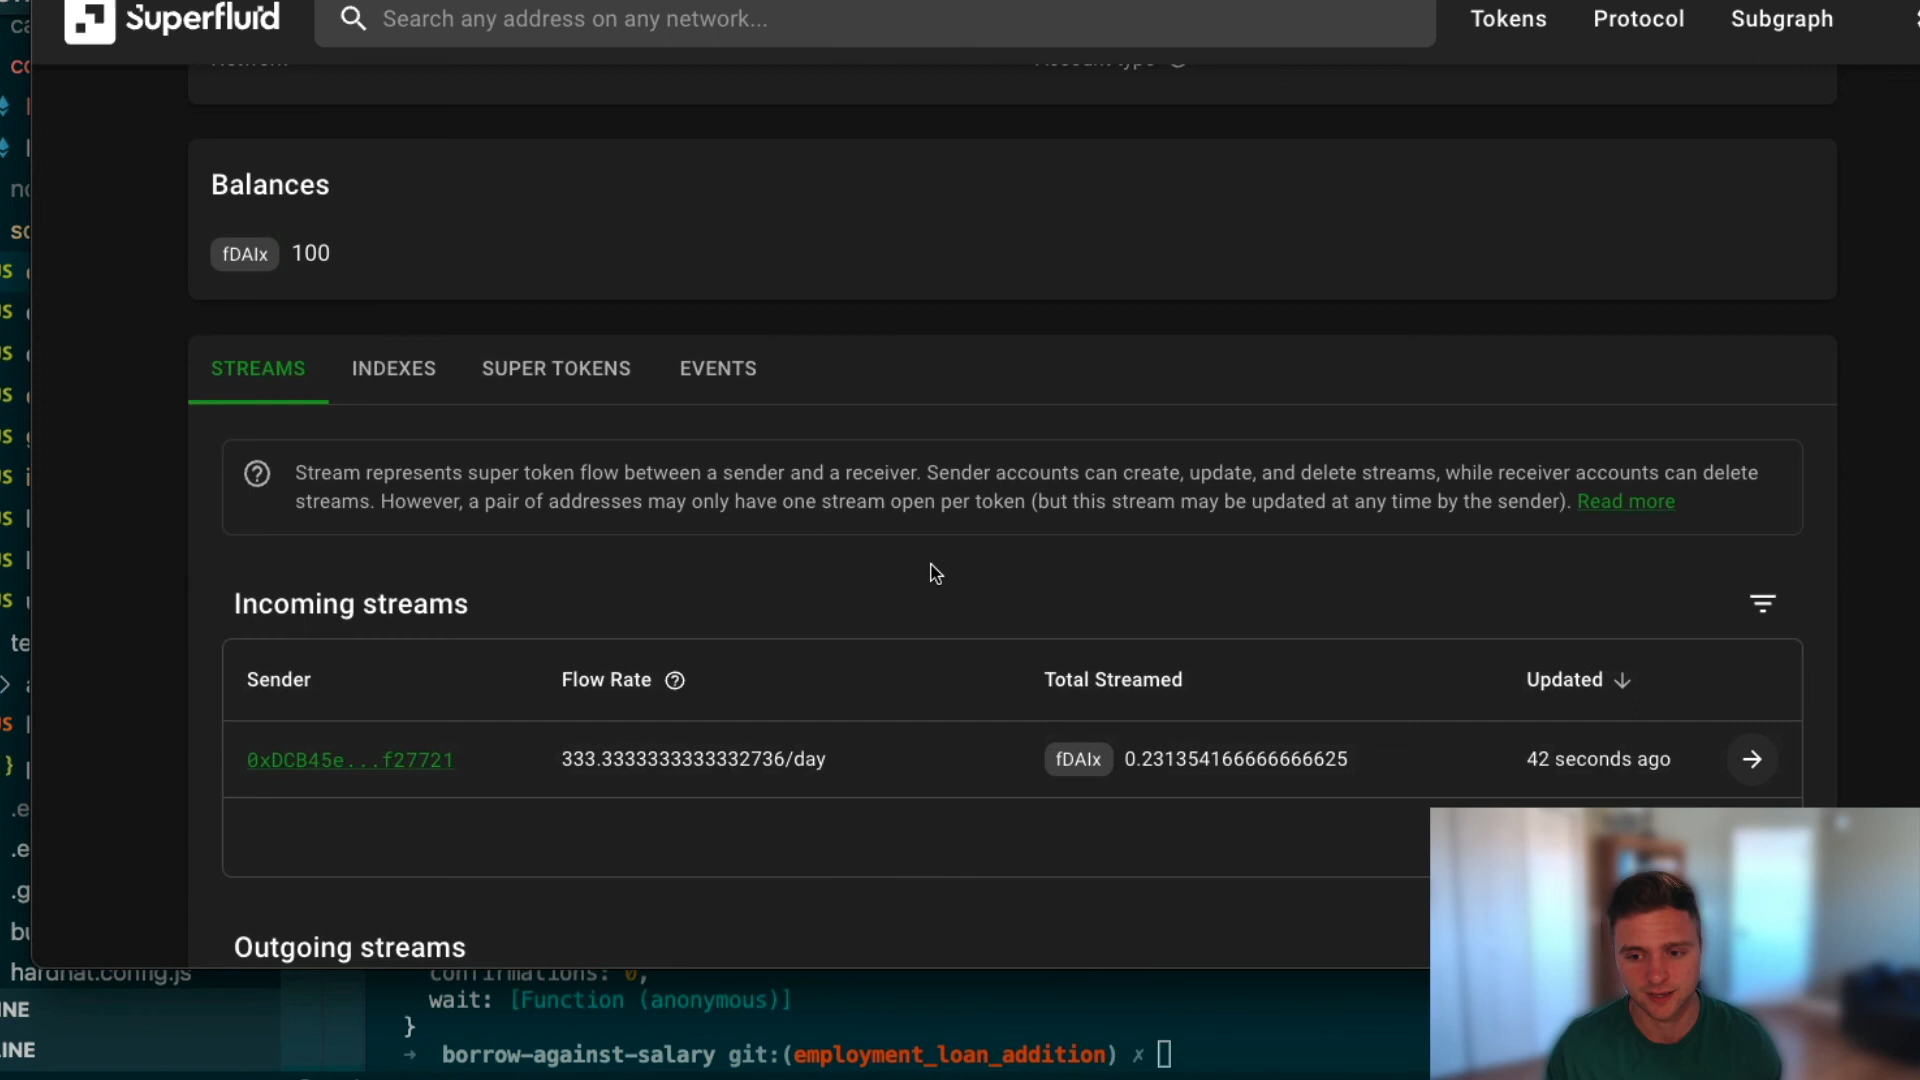 Superfluid
Search any address on any network...
Tokens
Protocol
Subgraph
Balances
fDAIx 100
STREAMS
INDEXES
SUPER TOKENS
EVENTS
Stream represents super token flow between a sender and a receiver. Sender accounts can create, update, and delete streams, while receiver accounts can delete
streams. However, a pair of addresses may only have one stream open per token (but this stream may be updated at any time by the sender). Read more
Incoming streams
Sender
Flow Rate
Total Streamed
Updated
0xDCB45e...f27721
333.3333333333332736/day
fDAIx 0.231354166666666625
42 seconds ago
Outgoing streams
hardhat.config.js
confirmations: 0,
wait: [Function (anonymous)]
}
→ borrow-against-salary git:(employment_loan_addition) ✗